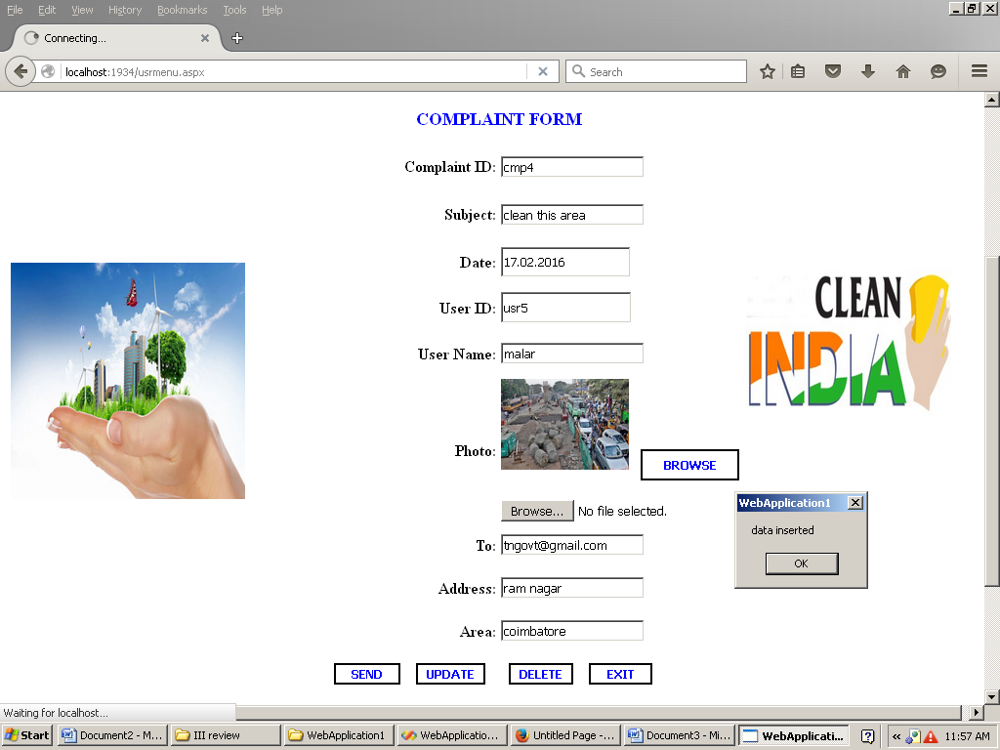 File Edit View History Bookmarks Tools Help
Connecting...
localhost:1934/usrmenu.aspx
Search
COMPLAINT FORM
Complaint ID: cmp4
Subject: clean this area
Date: 17.02.2016
User ID: usr5
User Name: malar
CLEAN
INDIA
Photo:
BROWSE
Browse... No file selected.
WebApplication1
data inserted
OK
To: tngovt@gmail.com
Address: ram nagar
Area: coimbatore
SEND UPDATE DELETE EXIT
Waiting for localhost...
Start Document2 - M... III review WebApplication1 WebApplicatio... Untitled Page -... Document3 - Mi... WebApplicati... « 11:57 AM